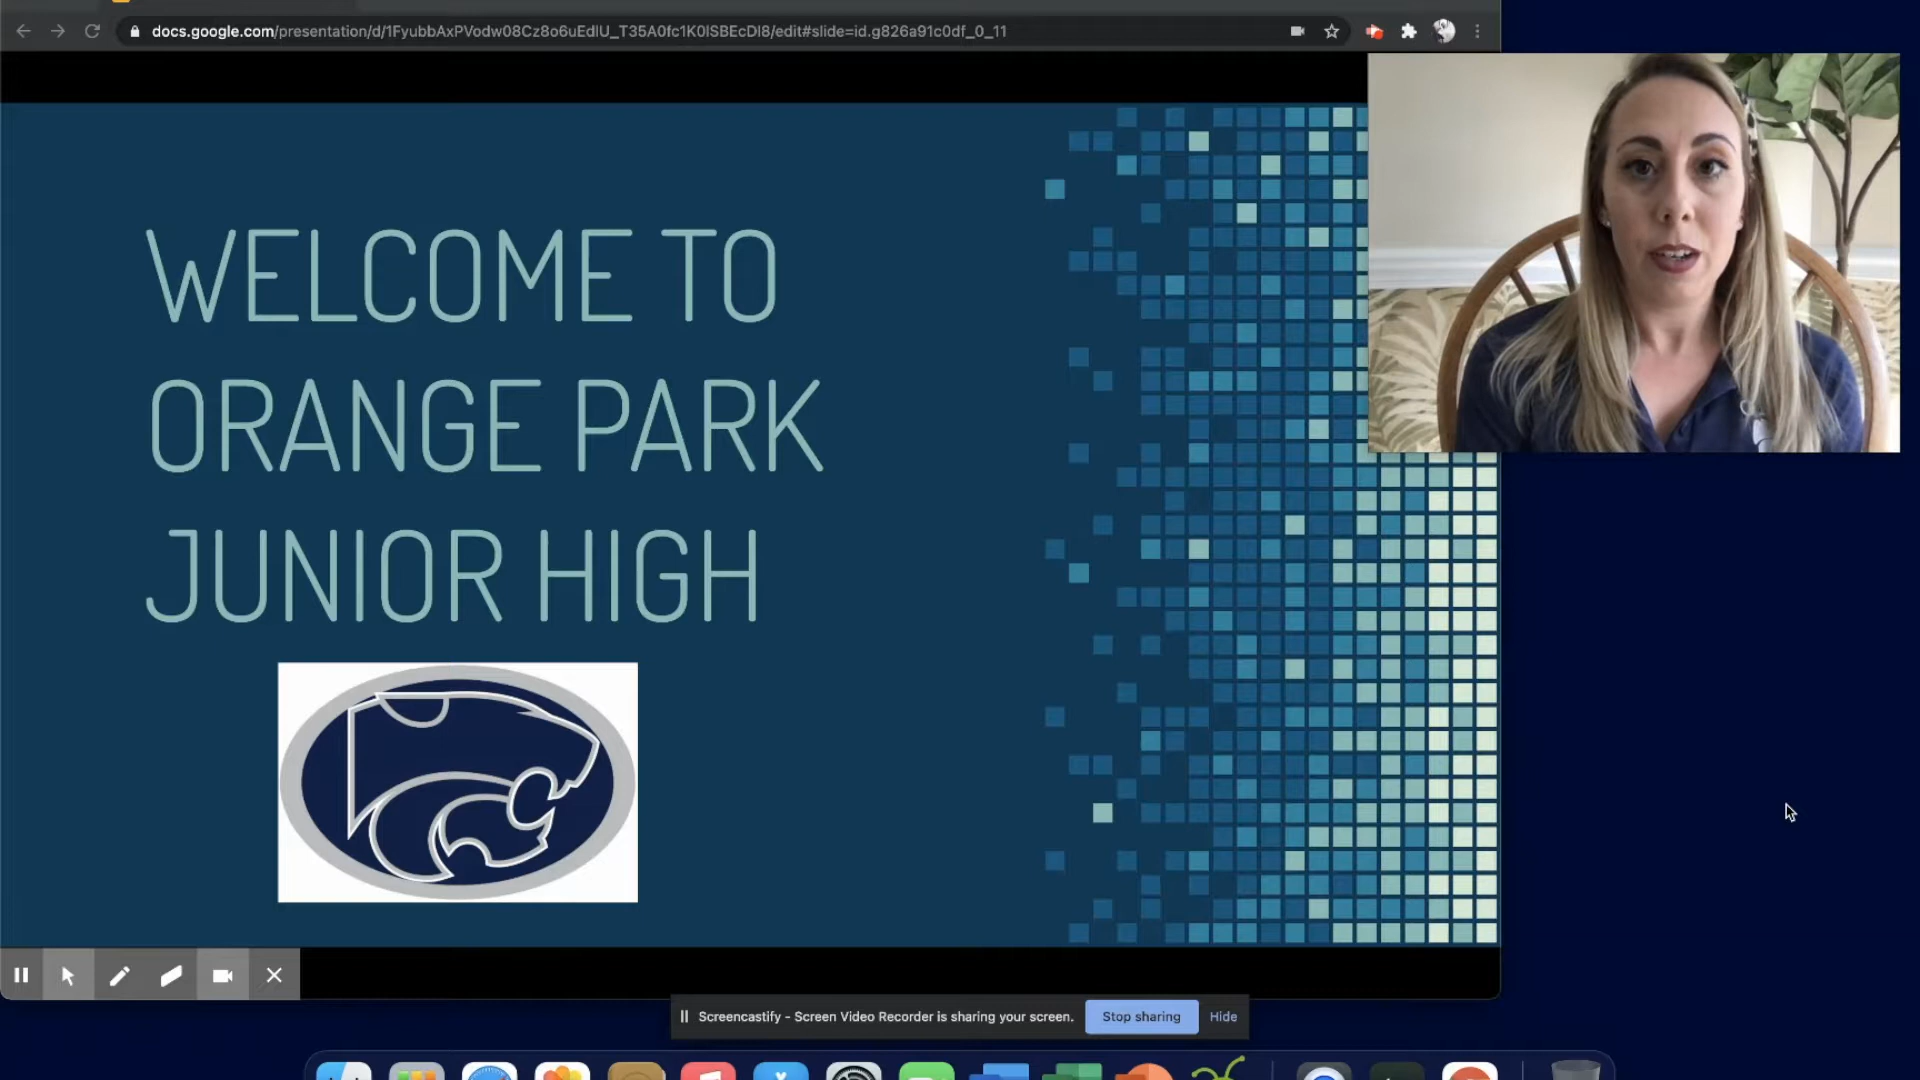 docs.google.com/presentation/d/1FyubbAxPVodw08Cz8o6uEdlU_T35A0fc1K0lSBEcDl8/edit#slide=id.g826a91c0df_0_11
WELCOME TO
ORANGE PARK
JUNIOR HIGH
Screencastify - Screen Video Recorder is sharing your screen.
Stop sharing
Hide